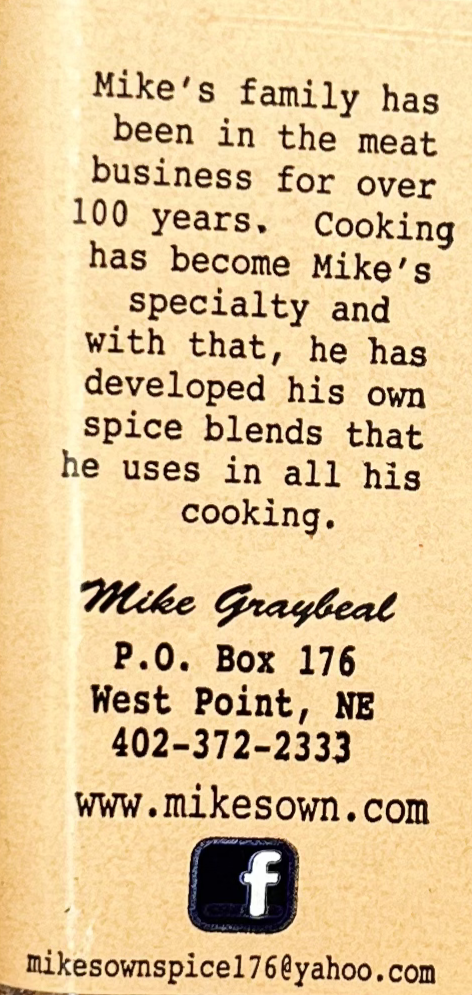 Mike's family has
been in the meat
business for over
100 years. Cooking
has become Mike's
specialty and
with that, he has
developed his own
spice blends that
he uses in all his
cooking.
Mike Graybeal
P.O. Box 176
West Point, NE
402-372-2333
www.mikesown.com
f
mikesownspice176@yahoo.com